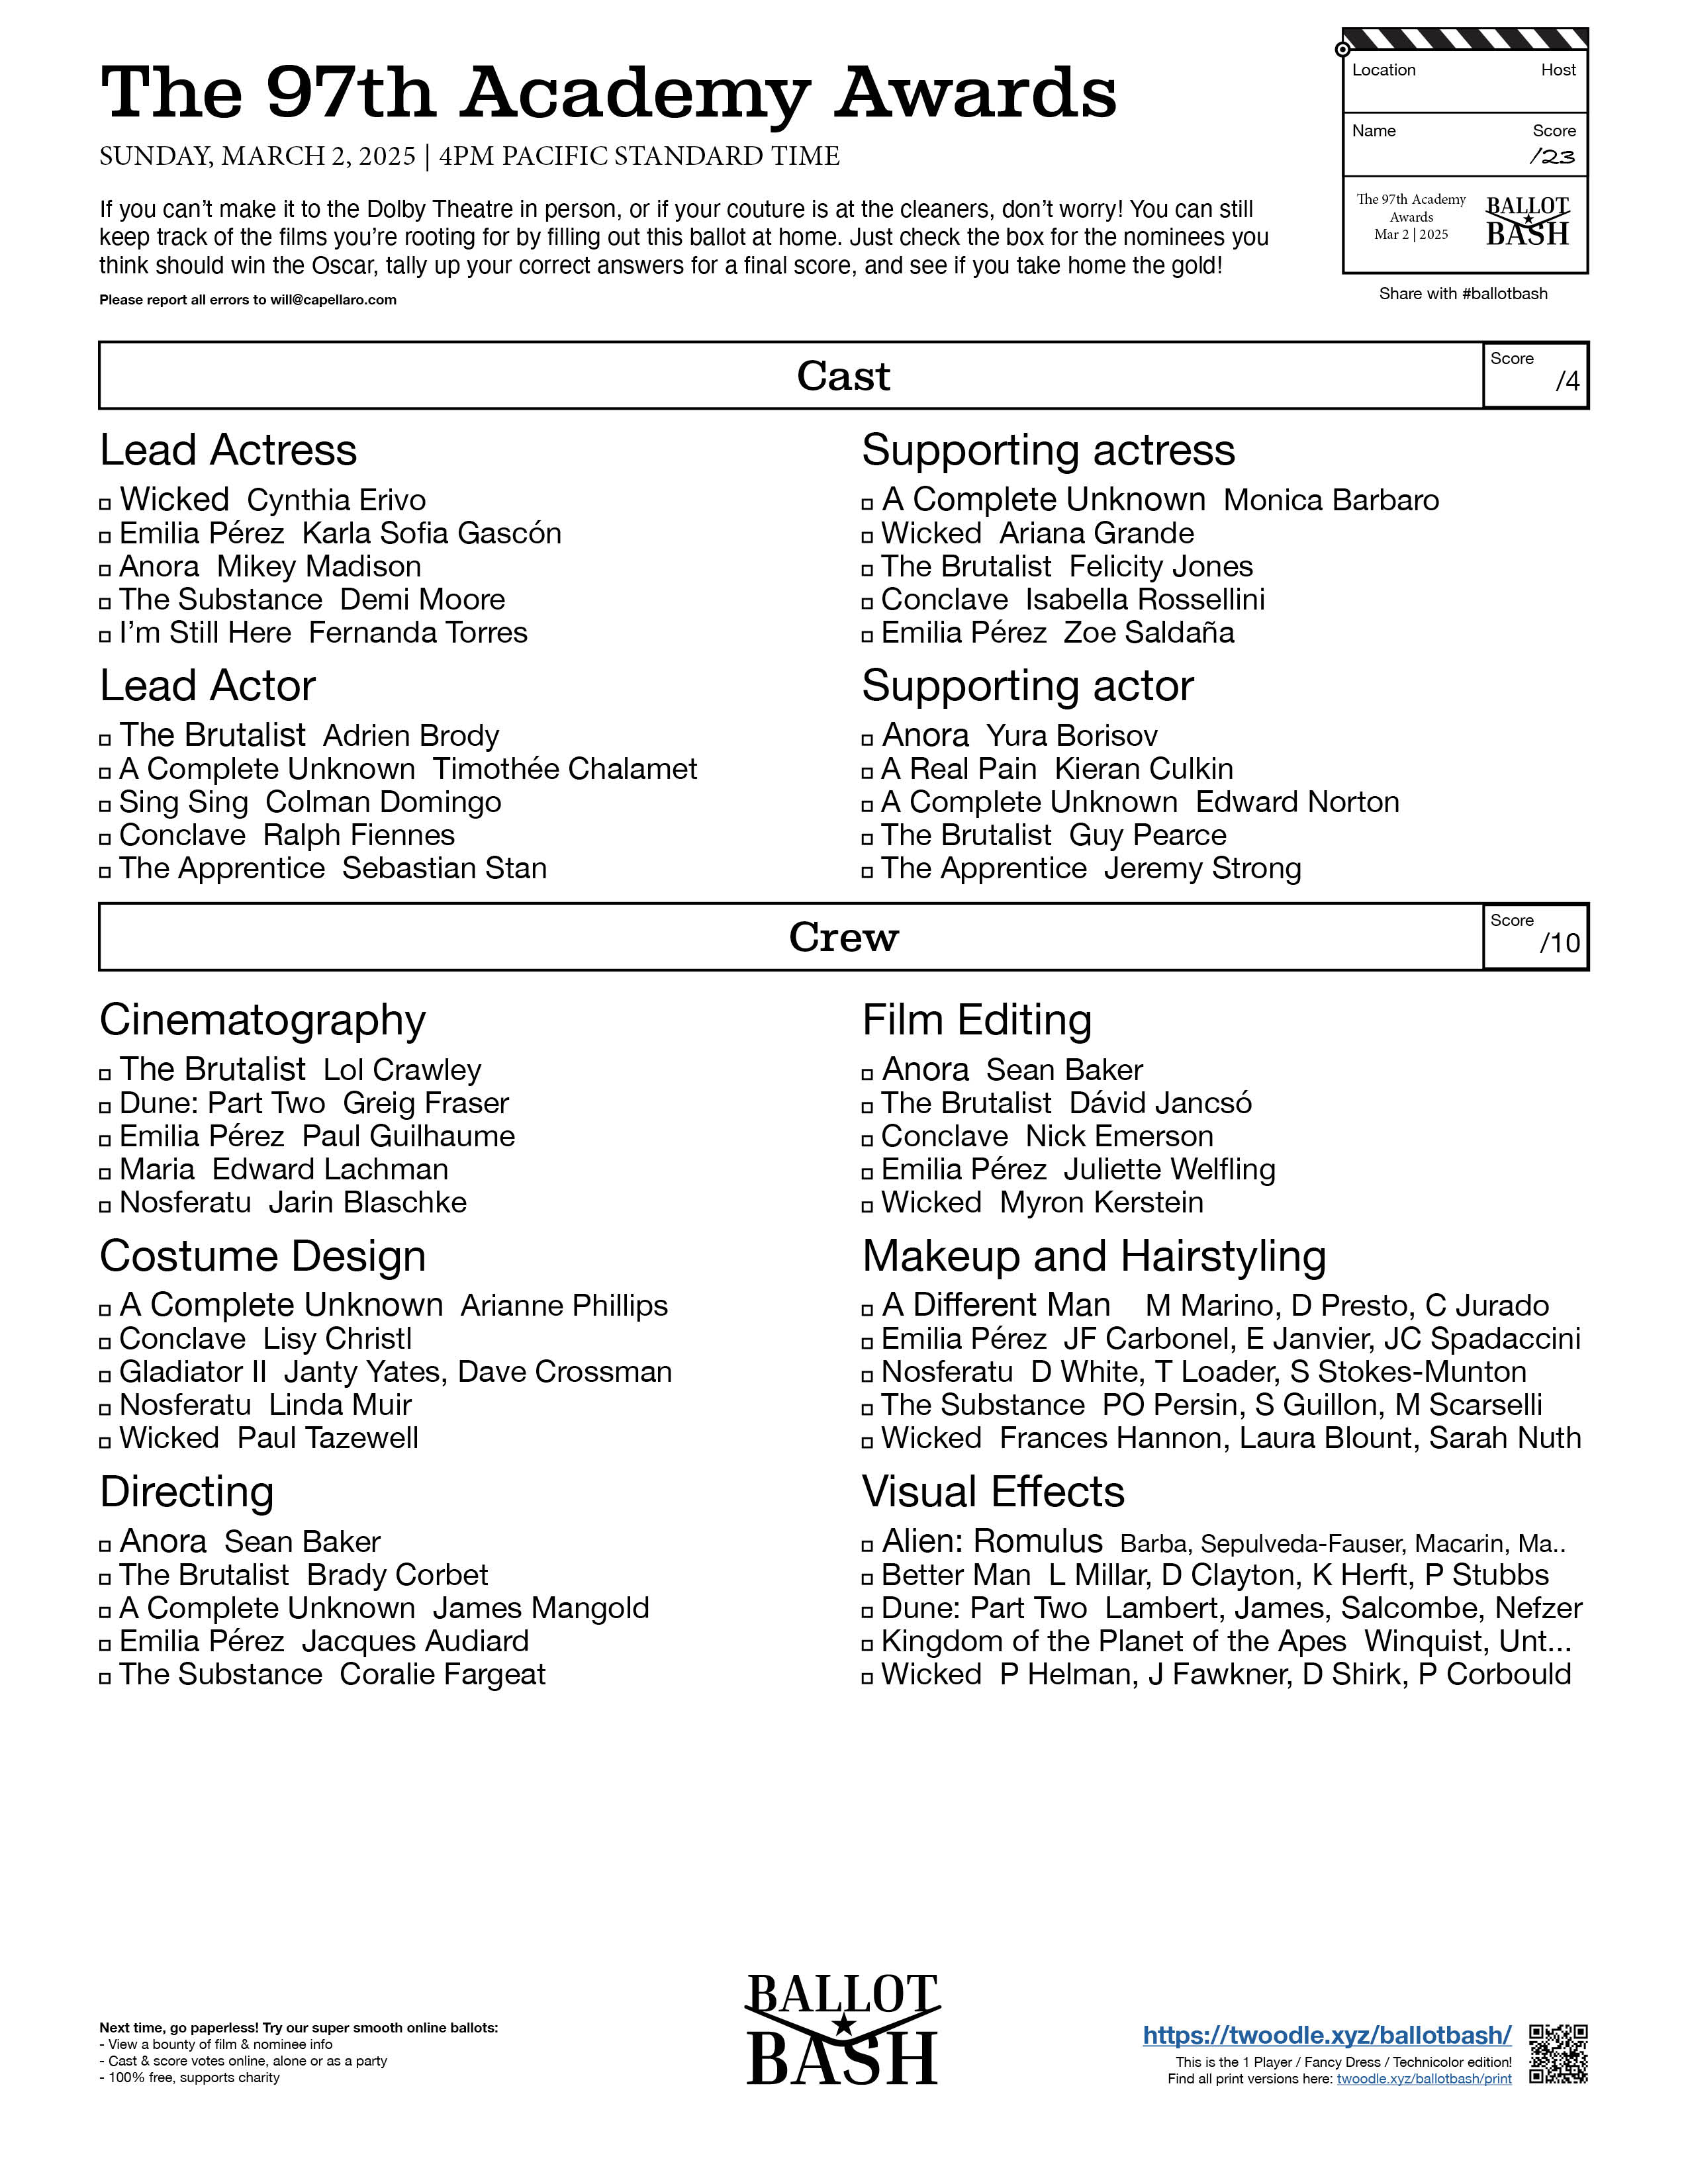 The 97th Academy Awards
SUNDAY, MARCH 2, 2025 | 4PM PACIFIC STANDARD TIME
If you can’t make it to the Dolby Theatre in person, or if your couture is at the cleaners, don’t worry! You can still
keep track of the films you’re rooting for by filling out this ballot at home. Just check the box for the nominees you
think should win the Oscar, tally up your correct answers for a final score, and see if you take home the gold!
Please report all errors to will@capellaro.com
Location Host
Name Score
/23
The 97th Academy
Awards
Mar 2 | 2025
BALLOT
BASH
Share with #ballotbash
Cast
Score
/4
Lead Actress
Wicked Cynthia Erivo
Emilia Pérez Karla Sofia Gascón
Anora Mikey Madison
The Substance Demi Moore
I’m Still Here Fernanda Torres
Lead Actor
The Brutalist Adrien Brody
A Complete Unknown Timothée Chalamet
Sing Sing Colman Domingo
Conclave Ralph Fiennes
The Apprentice Sebastian Stan
Supporting actress
A Complete Unknown Monica Barbaro
Wicked Ariana Grande
The Brutalist Felicity Jones
Conclave Isabella Rossellini
Emilia Pérez Zoe Saldaña
Supporting actor
Anora Yura Borisov
A Real Pain Kieran Culkin
A Complete Unknown Edward Norton
The Brutalist Guy Pearce
The Apprentice Jeremy Strong
Crew
Score
/10
Cinematography
The Brutalist Lol Crawley
Dune: Part Two Greig Fraser
Emilia Pérez Paul Guilhaume
Maria Edward Lachman
Nosferatu Jarin Blaschke
Costume Design
A Complete Unknown Arianne Phillips
Conclave Lisy Christl
Gladiator II Janty Yates, Dave Crossman
Nosferatu Linda Muir
Wicked Paul Tazewell
Directing
Anora Sean Baker
The Brutalist Brady Corbet
A Complete Unknown James Mangold
Emilia Pérez Jacques Audiard
The Substance Coralie Fargeat
Film Editing
Anora Sean Baker
The Brutalist Dávid Jancsó
Conclave Nick Emerson
Emilia Pérez Juliette Welfling
Wicked Myron Kerstein
Makeup and Hairstyling
A Different Man M Marino, D Presto, C Jurado
Emilia Pérez JF Carbonel, E Janvier, JC Spadaccini
Nosferatu D White, T Loader, S Stokes-Munton
The Substance PO Persin, S Guillon, M Scarselli
Wicked Frances Hannon, Laura Blount, Sarah Nuth
Visual Effects
Alien: Romulus Barba, Sepulveda-Fauser, Macarin, Ma..
Better Man L Millar, D Clayton, K Herft, P Stubbs
Dune: Part Two Lambert, James, Salcombe, Nefzer
Kingdom of the Planet of the Apes Winquist, Unt...
Wicked P Helman, J Fawkner, D Shirk, P Corbould
Next time, go paperless! Try our super smooth online ballots:
- View a bounty of film & nominee info
- Cast & score votes online, alone or as a party
- 100% free, supports charity
BALLOT
BASH
https://twoodle.xyz/ballotbash/
This is the 1 Player / Fancy Dress / Technicolor edition!
Find all print versions here: twoodle.xyz/ballotbash/print